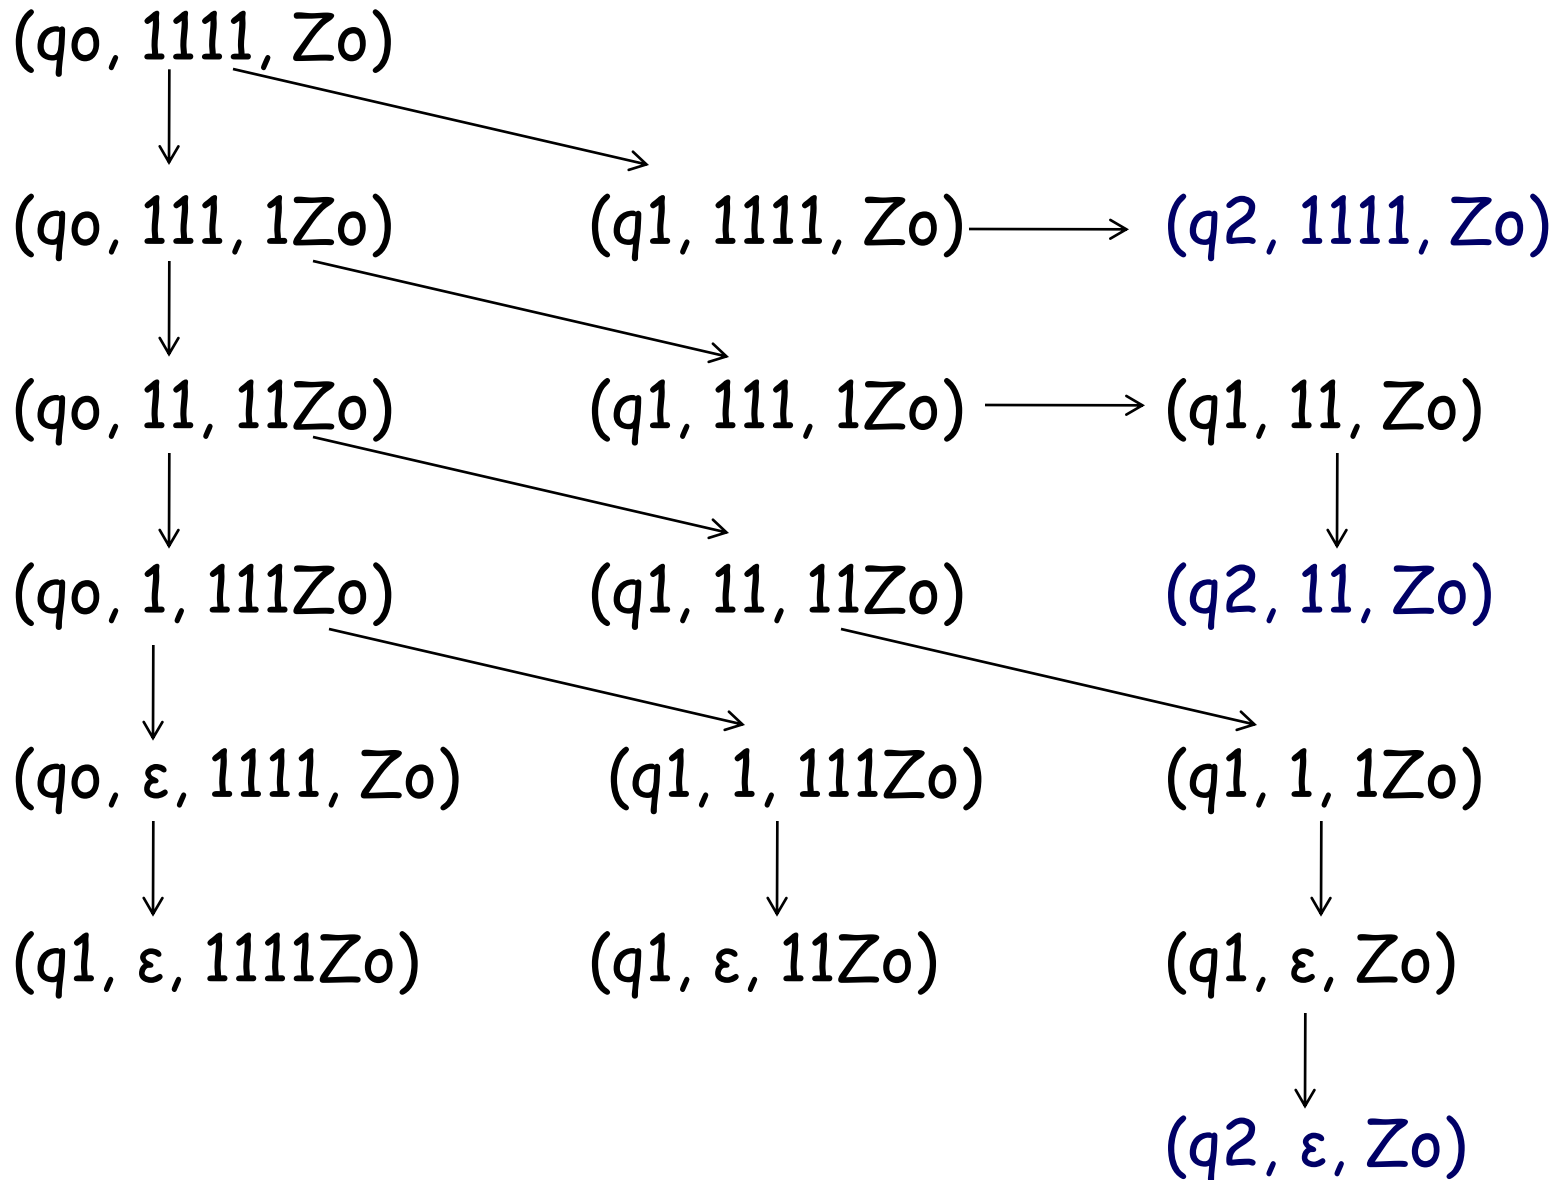 (qo, 1111, Zo)
(qo, 111, 1Zo) (q1, 1111, Zo) (q2, 1111, Zo)
(qo, 11, 11Zo) (q1, 111, 1Zo) (q1, 11, Zo)
(qo, 1, 111Zo) (q1, 11, 11Zo) (q2, 11, Zo)
(qo, ε, 1111, Zo) (q1, 1, 111Zo) (q1, 1, 1Zo)
(q1, ε, 1111Zo) (q1, ε, 11Zo) (q1, ε, Zo)
(q2, ε, Zo)